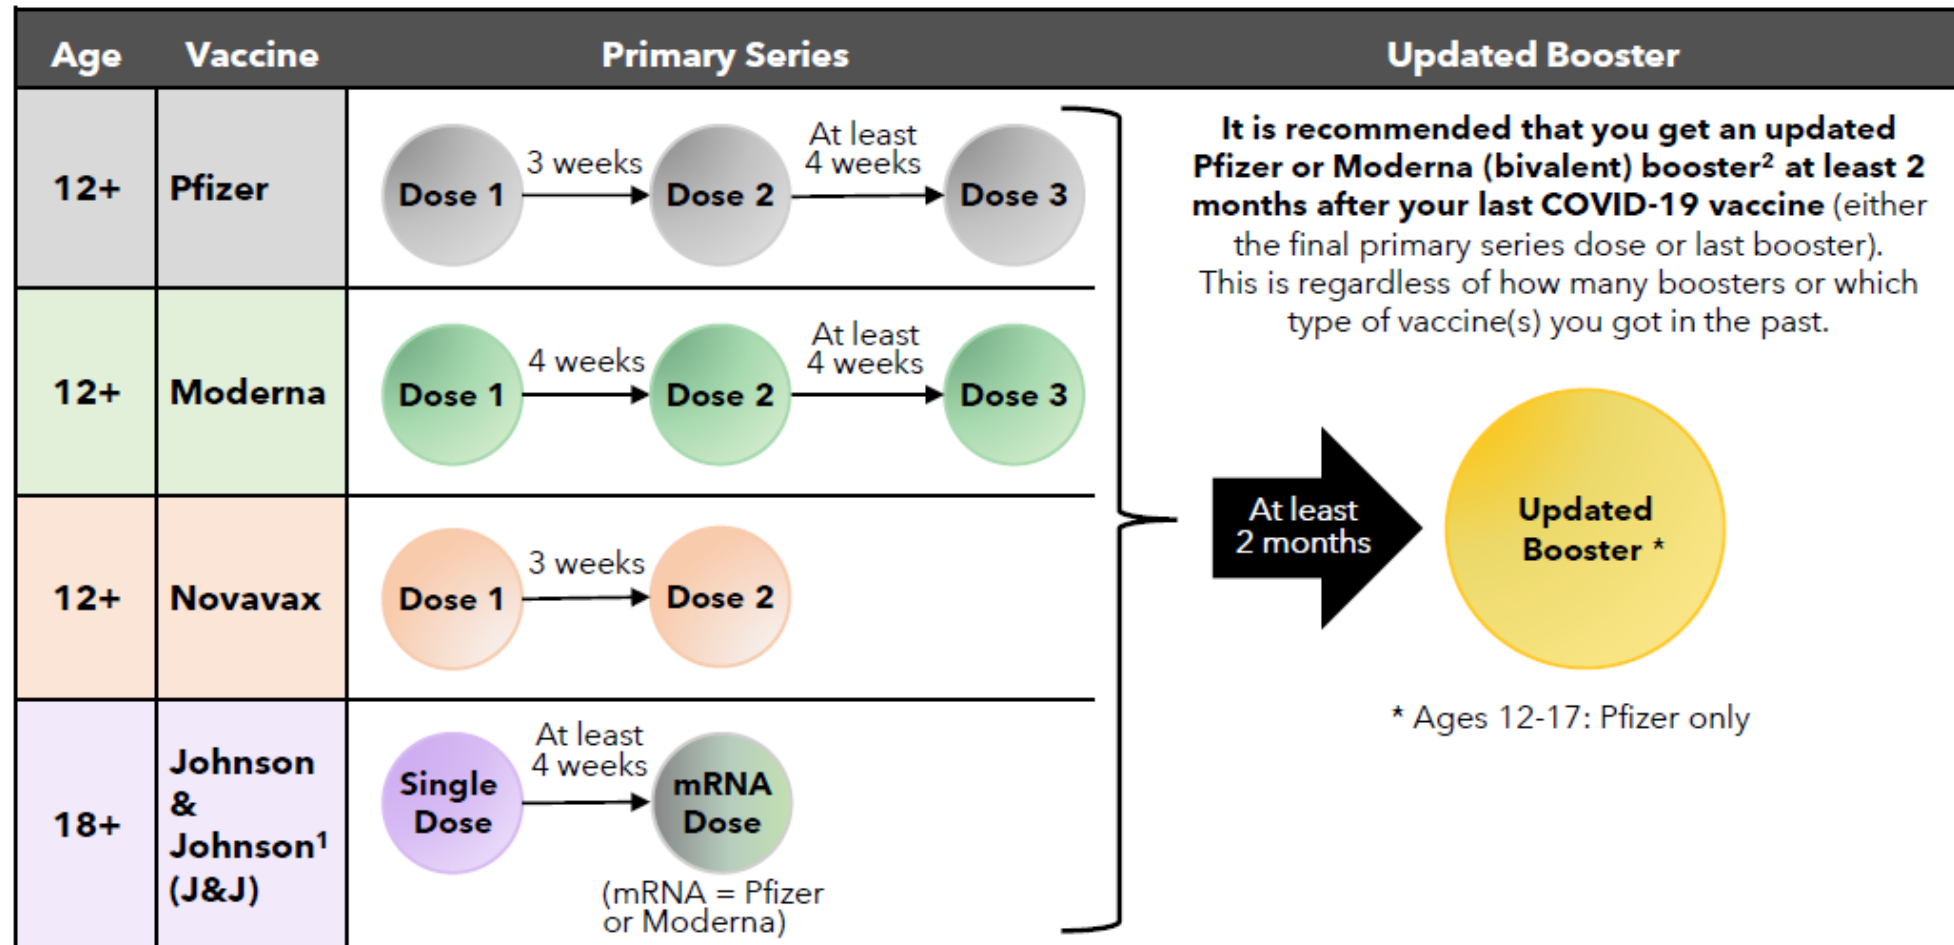 Age Vaccine Primary Series Updated Booster
12+ Pfizer
Dose 1
3 weeks
Dose 2
At least
4 weeks
Dose 3
12+ Moderna
Dose 1
4 weeks
Dose 2
At least
4 weeks
Dose 3
12+ Novavax
Dose 1
3 weeks
Dose 2
18+
Johnson
&
Johnson¹
(J&J)
Single
Dose
At least
4 weeks
mRNA
Dose
(mRNA = Pfizer
or Moderna)
It is recommended that you get an updated
Pfizer or Moderna (bivalent) booster² at least 2
months after your last COVID-19 vaccine (either
the final primary series dose or last booster).
This is regardless of how many boosters or which
type of vaccine(s) you got in the past.
At least
2 months
Updated
Booster *
* Ages 12-17: Pfizer only